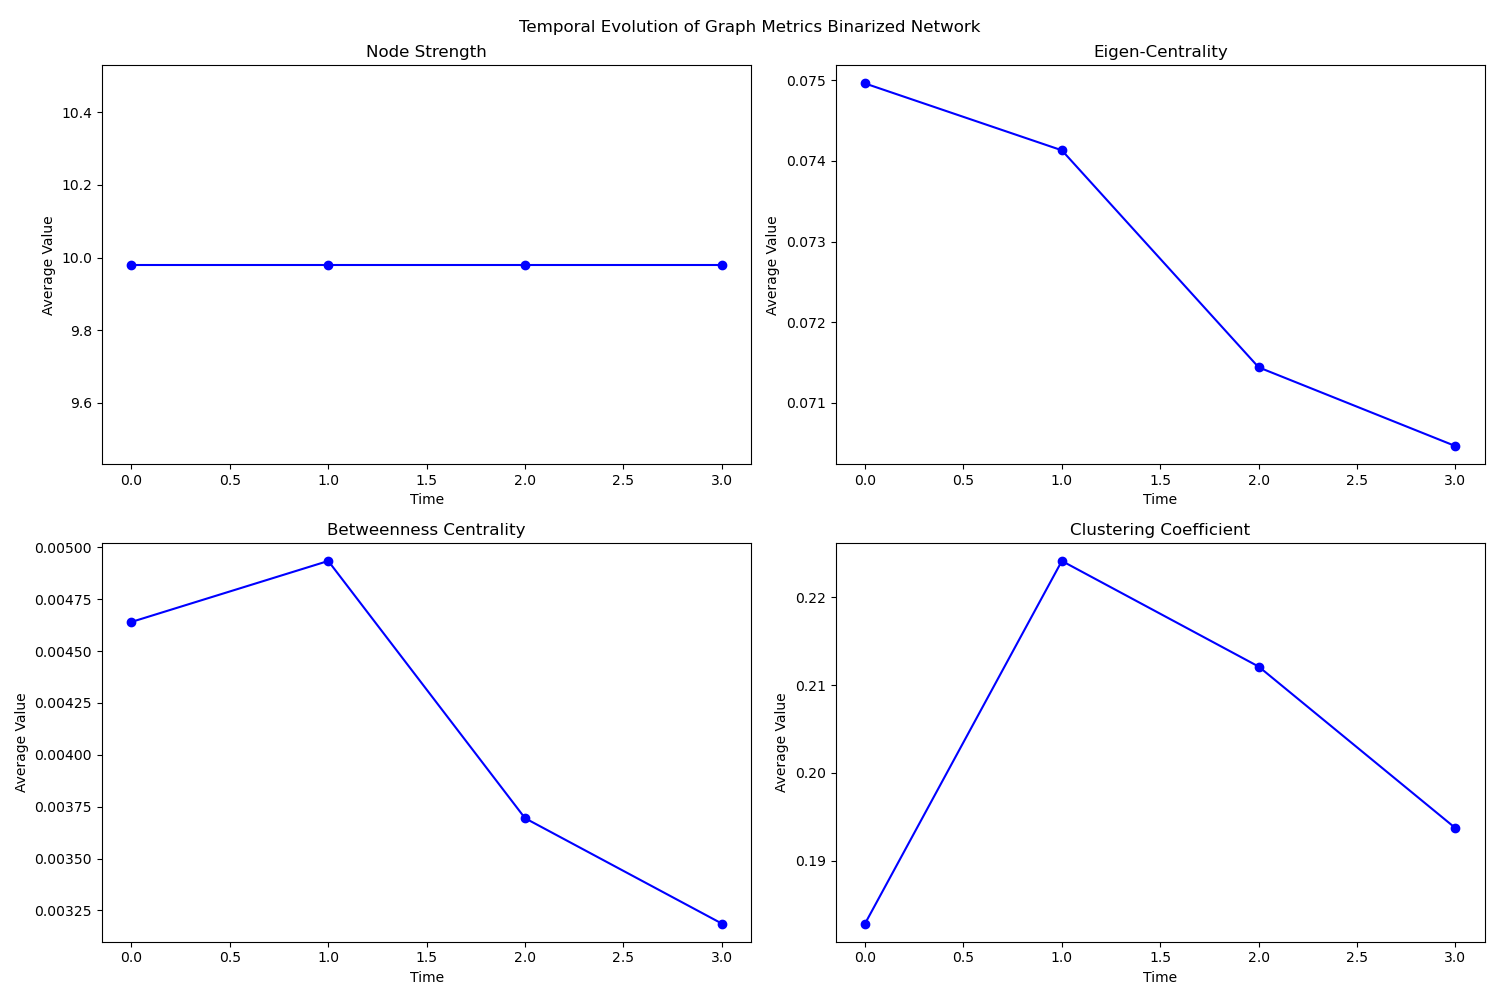 Temporal Evolution of Graph Metrics Binarized Network
Node Strength
10.4
10.2
10.0
9.8
9.6
Average Value
0.0 0.5 1.0 1.5 2.0 2.5 3.0
Time
Eigen-Centrality
0.075
0.074
0.073
0.072
0.071
Average Value
0.0 0.5 1.0 1.5 2.0 2.5 3.0
Time
Betweenness Centrality
0.00500
0.00475
0.00450
0.00425
0.00400
0.00375
0.00350
0.00325
Average Value
0.0 0.5 1.0 1.5 2.0 2.5 3.0
Time
Clustering Coefficient
0.22
0.21
0.20
0.19
Average Value
0.0 0.5 1.0 1.5 2.0 2.5 3.0
Time